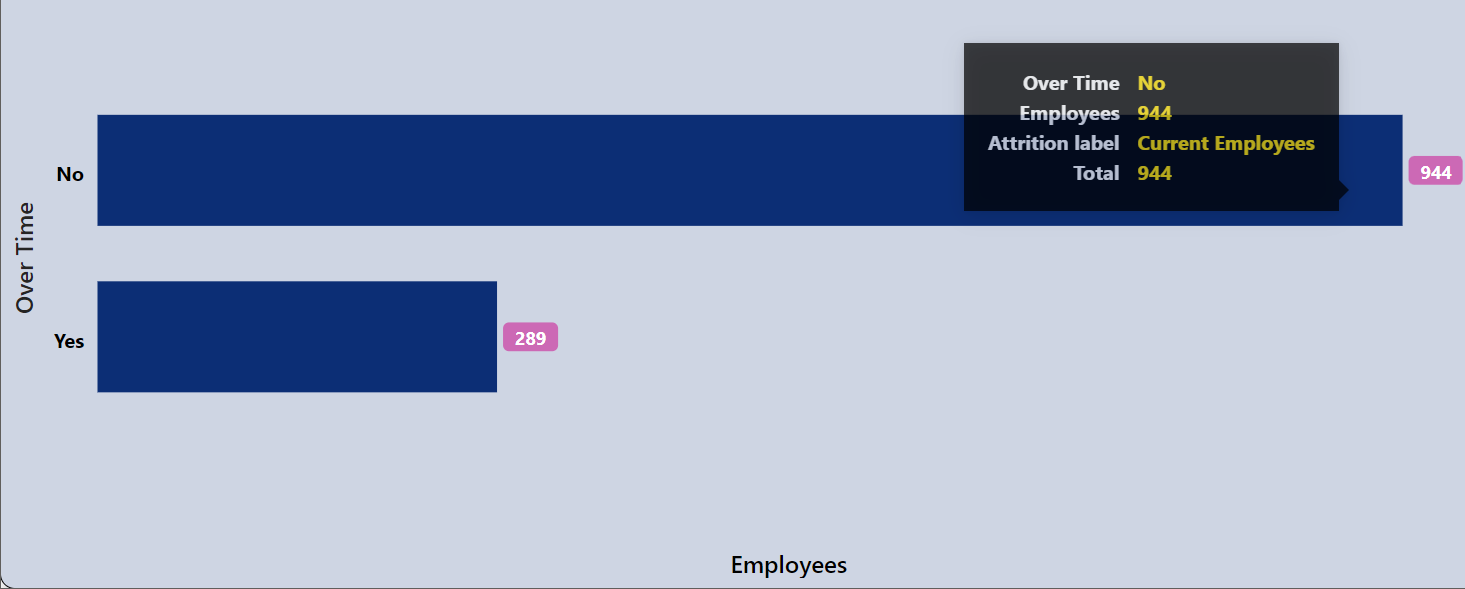 Over Time No
Employees 944
Attrition label Current Employees
Total 944
No
944
Over Time
Yes
289
Employees